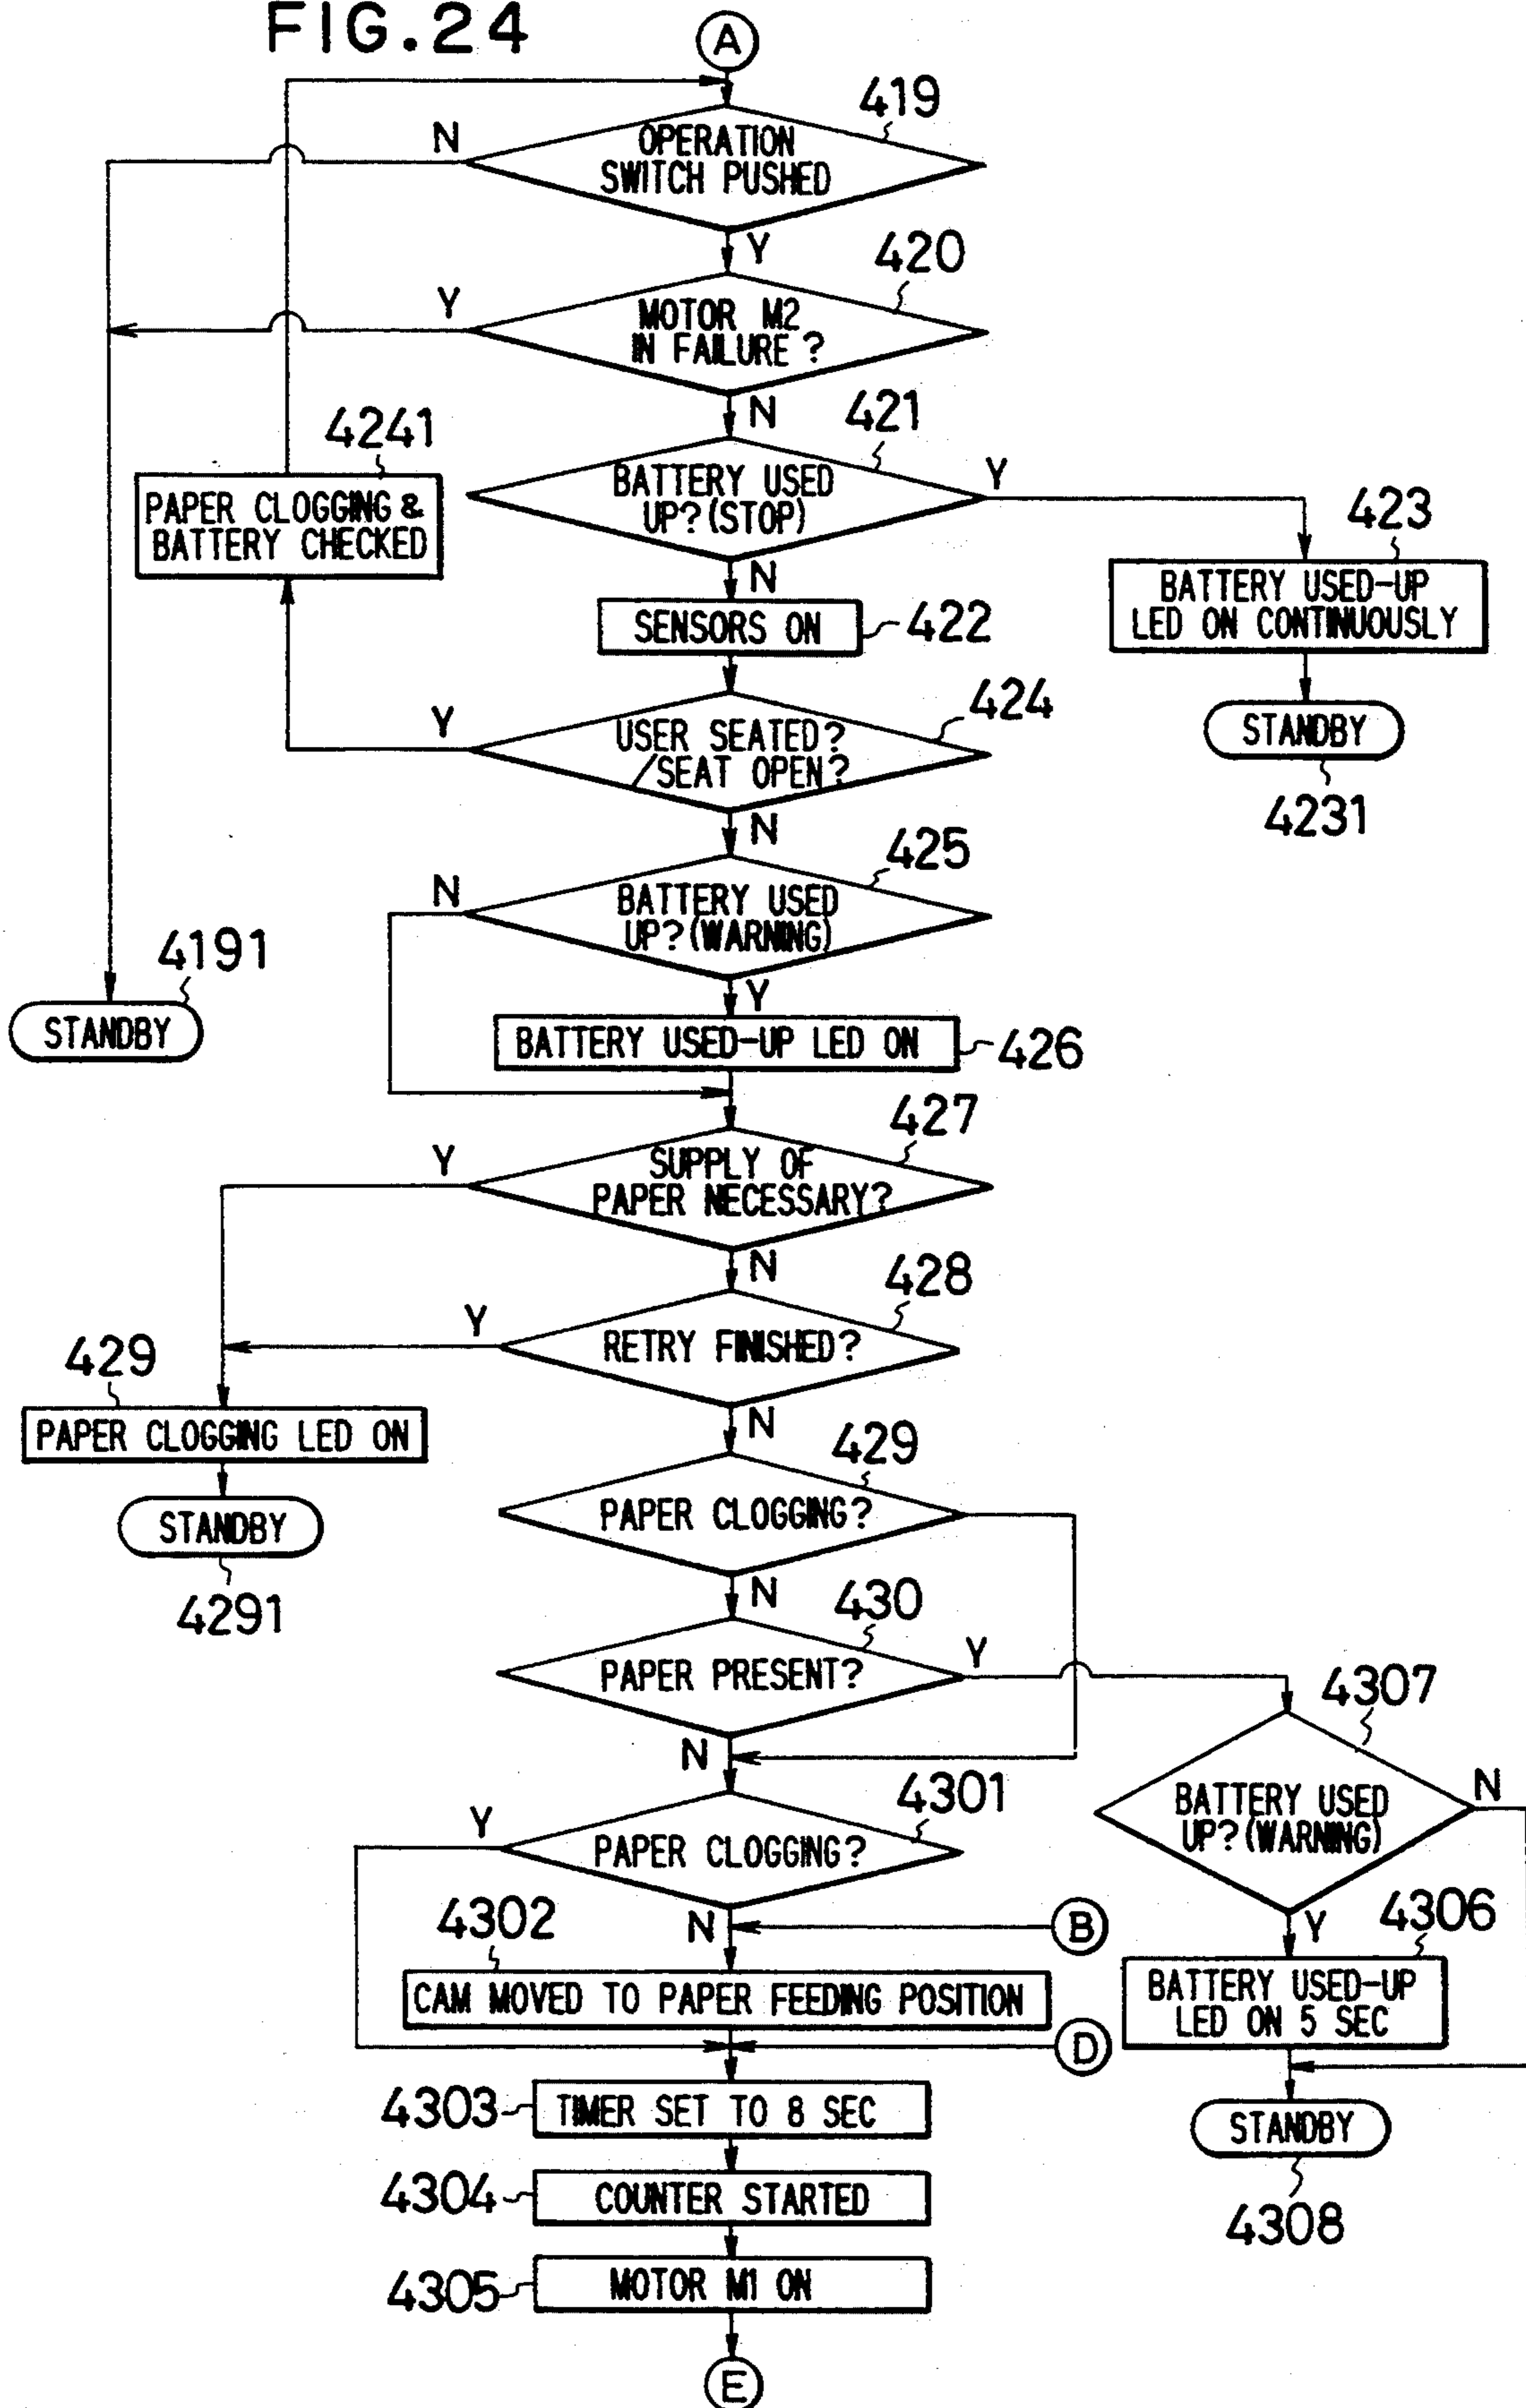 FIG.24
A
419
N
OPERATION
SWITCH PUSHED
Y
420
Y
MOTOR M2
IN FAILURE?
N
421
4241
BATTERY USED
UP?(STOP)
Y
PAPER CLOGGING &
BATTERY CHECKED
423
N
BATTERY USED-UP
LED ON CONTINUOUSLY
SENSORS ON
422
424
Y
USER SEATED?
/SEAT OPEN?
STANDBY
4231
N
425
N
BATTERY USED
UP?(WARNING)
4191
Y
STANDBY
BATTERY USED-UP LED ON
426
427
Y
SUPPLY OF
PAPER NECESSARY?
N
428
Y
RETRY FINISHED?
429
N
PAPER CLOGGING LED ON
429
PAPER CLOGGING?
STANDBY
4291
N
430
PAPER PRESENT?
Y
4307
N
4301
N
BATTERY USED
UP?(WARNING)
Y
PAPER CLOGGING?
4302
N
B
Y
4306
CAM MOVED TO PAPER FEEDING POSITION
BATTERY USED-UP
LED ON 5 SEC
D
4303
TIMER SET TO 8 SEC
STANDBY
4304
COUNTER STARTED
4308
4305
MOTOR M1 ON
E